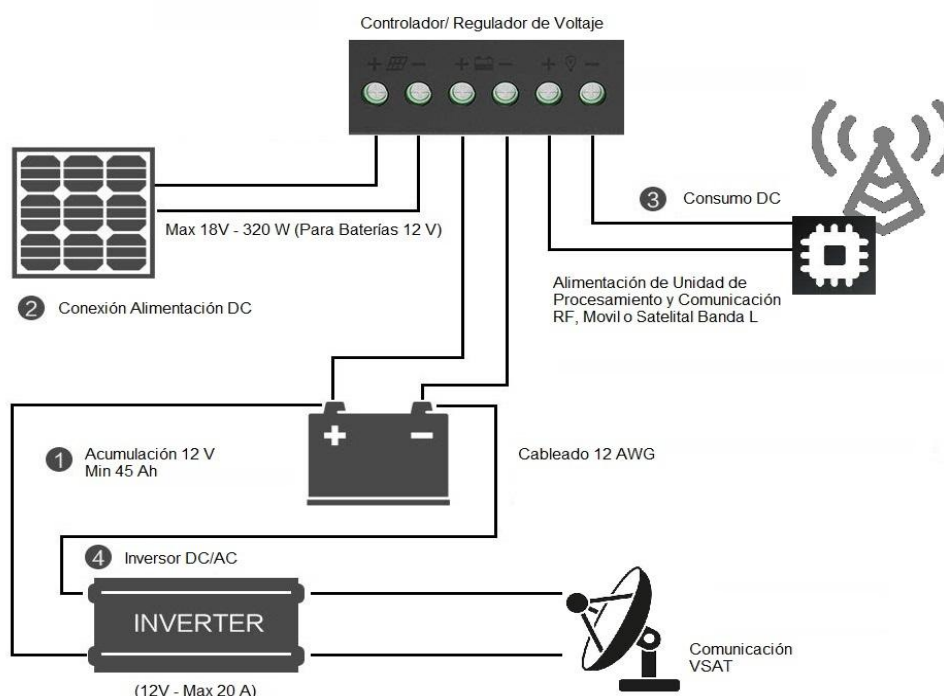 Controlador/ Regulador de Voltaje
+ - + - + -
Max 18V - 320 W (Para Baterías 12 V)
2 Conexión Alimentación DC
3 Consumo DC
Alimentación de Unidad de
Procesamiento y Comunicación
RF, Movil o Satelital Banda L
+ -
1 Acumulación 12 V
Min 45 Ah
Cableado 12 AWG
4 Inversor DC/AC
INVERTER
(12V - Max 20 A)
Comunicación
VSAT